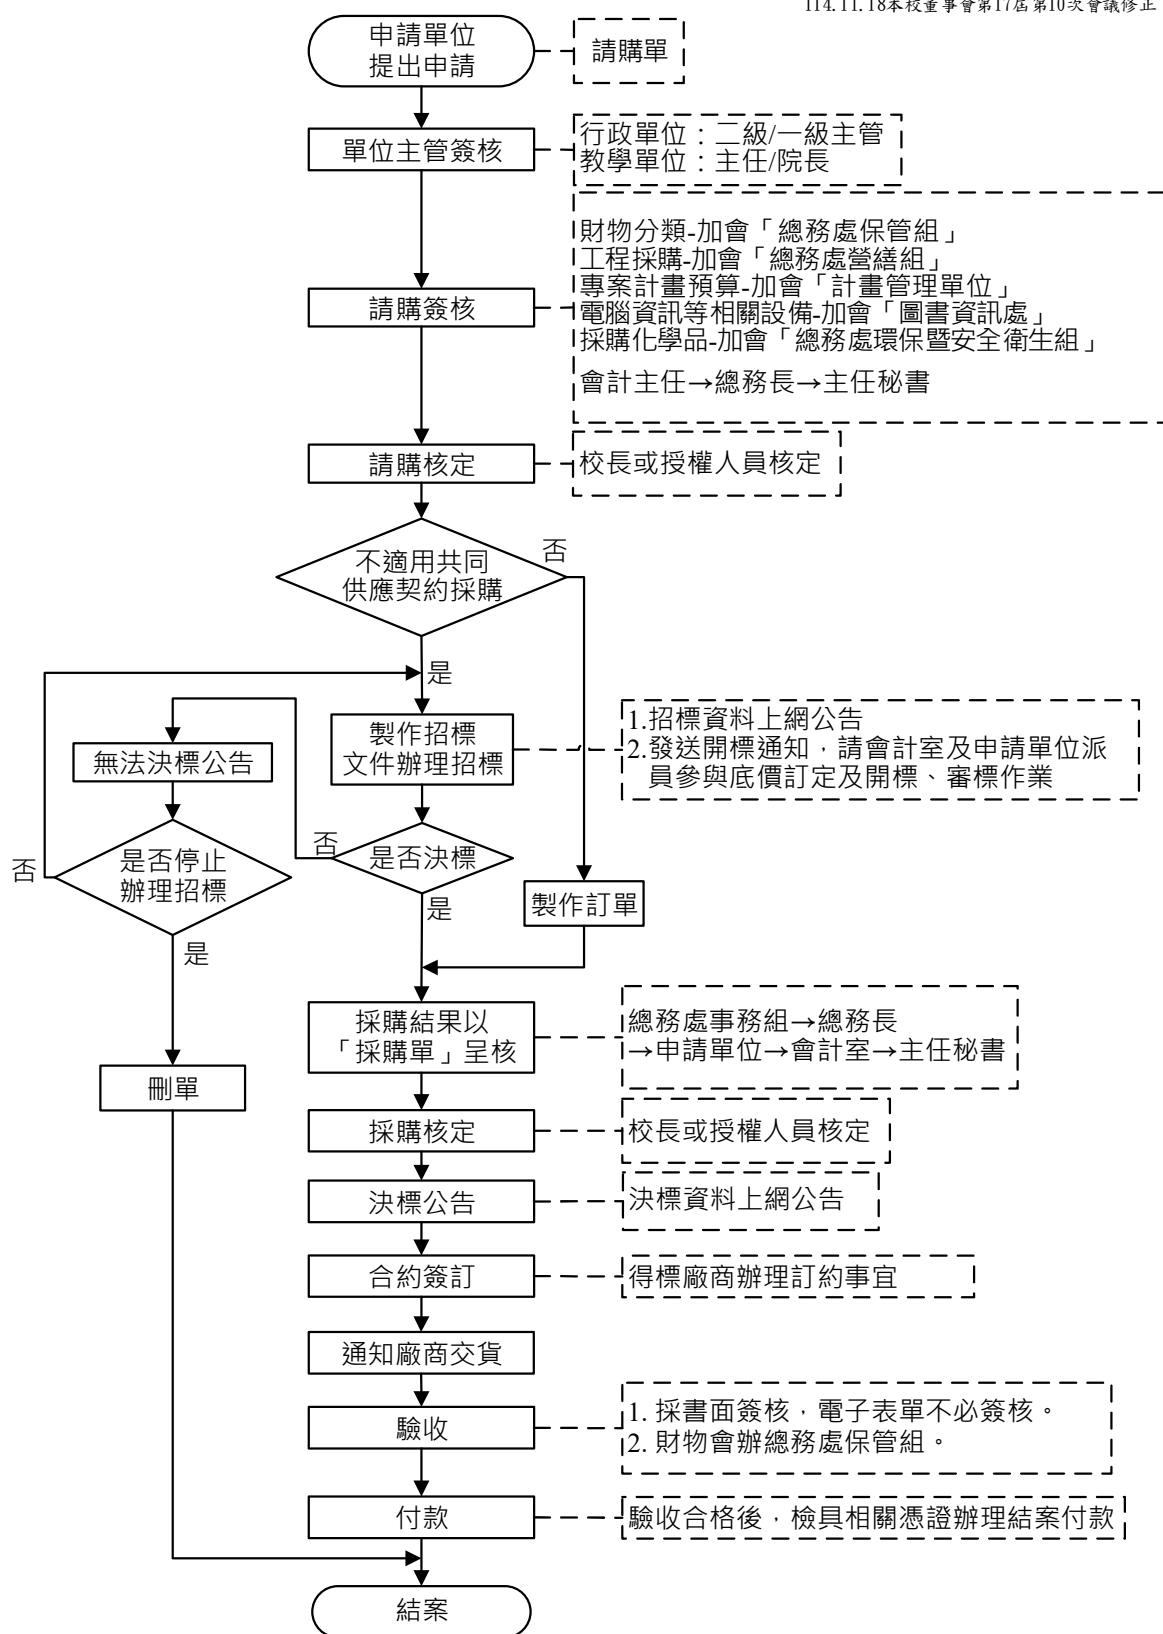 114.11.18本校董事會第17屆第10次會議修正
申請單位
提出申請
請購單
單位主管簽核
行政單位：二級/一級主管
教學單位：主任/院長
請購簽核
財物分類-加會「總務處保管組」
工程採購-加會「總務處營繕組」
專案計畫預算-加會「計畫管理單位」
電腦資訊等相關設備-加會「圖書資訊處」
採購化學品-加會「總務處環保暨安全衛生組」
會計主任→總務長→主任秘書
請購核定
校長或授權人員核定
不適用共同
供應契約採購
否
是
製作招標
文件辦理招標
1.招標資料上網公告
2.發送開標通知，請會計室及申請單位派
員參與底價訂定及開標、審標作業
無法決標公告
是否停止
辦理招標
否
是
是否決標
否
是
製作訂單
採購結果以
「採購單」呈核
總務處事務組→總務長
→申請單位→會計室→主任秘書
刪單
採購核定
校長或授權人員核定
決標公告
決標資料上網公告
合約簽訂
得標廠商辦理訂約事宜
通知廠商交貨
驗收
1. 採書面簽核，電子表單不必簽核。
2. 財物會辦總務處保管組。
付款
驗收合格後，檢具相關憑證辦理結案付款
結案